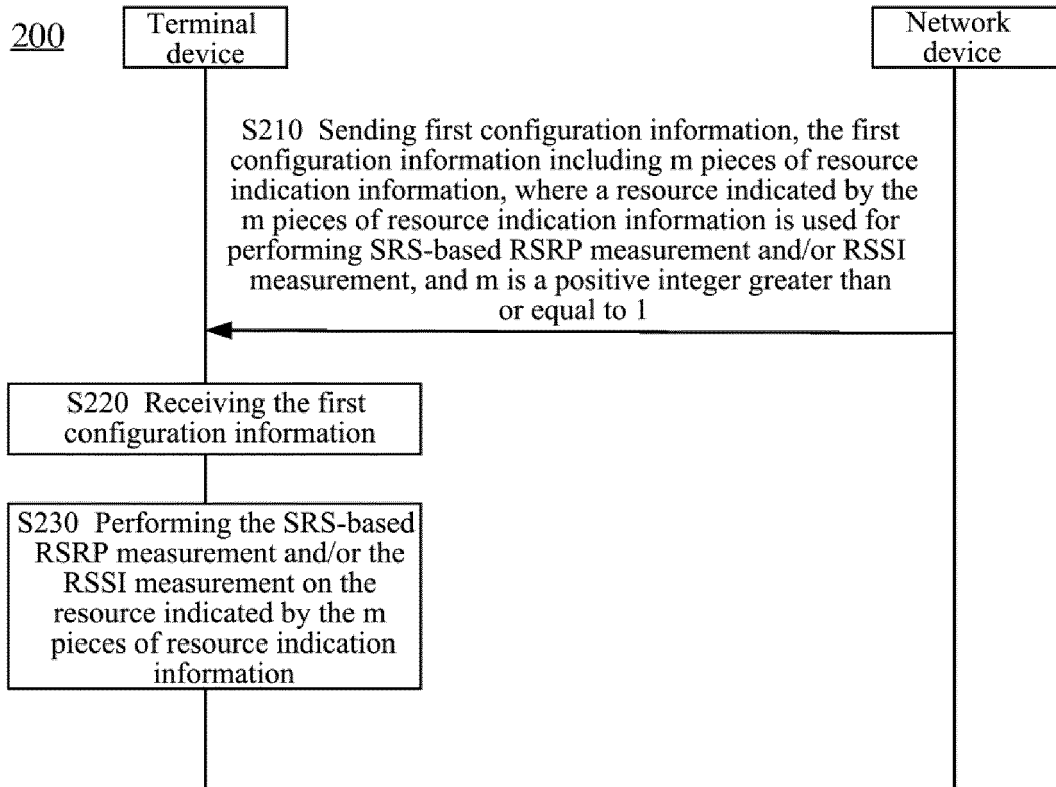 200
Terminal
device
Network
device
S210 Sending first configuration information, the first
configuration information including m pieces of resource
indication information, where a resource indicated by the
m pieces of resource indication information is used for
performing SRS-based RSRP measurement and/or RSSI
measurement, and m is a positive integer greater than
or equal to 1
S220 Receiving the first
configuration information
S230 Performing the SRS-based
RSRP measurement and/or the
RSSI measurement on the
resource indicated by the m
pieces of resource indication
information